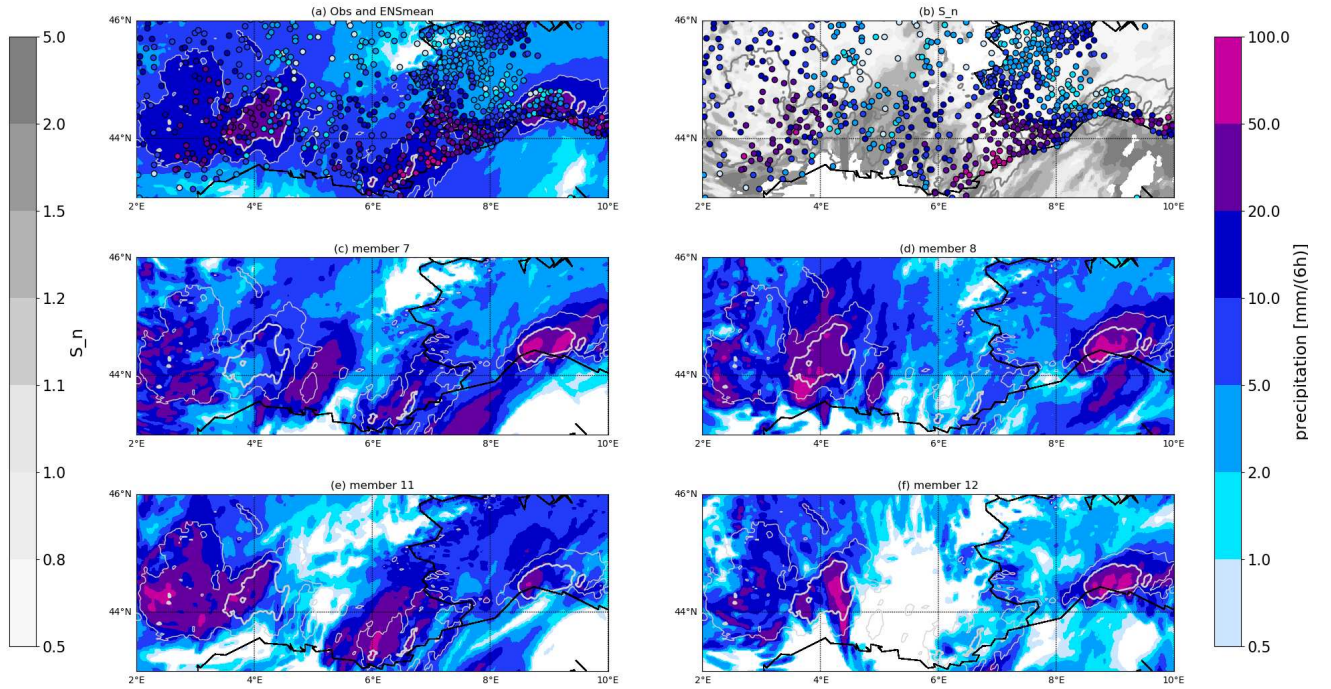 (a) Obs and ENSmean
46°N
44°N
2°E 4°E 6°E 8°E 10°E
(b) S_n
46°N
44°N
2°E 4°E 6°E 8°E 10°E
(c) member 7
46°N
44°N
2°E 4°E 6°E 8°E 10°E
(d) member 8
46°N
44°N
2°E 4°E 6°E 8°E 10°E
(e) member 11
46°N
44°N
2°E 4°E 6°E 8°E 10°E
(f) member 12
46°N
44°N
2°E 4°E 6°E 8°E 10°E
5.0
2.0
1.5
1.2
1.1
1.0
0.8
0.5
S_n
100.0
50.0
20.0
10.0
5.0
2.0
1.0
0.5
precipitation [mm/(6h)]